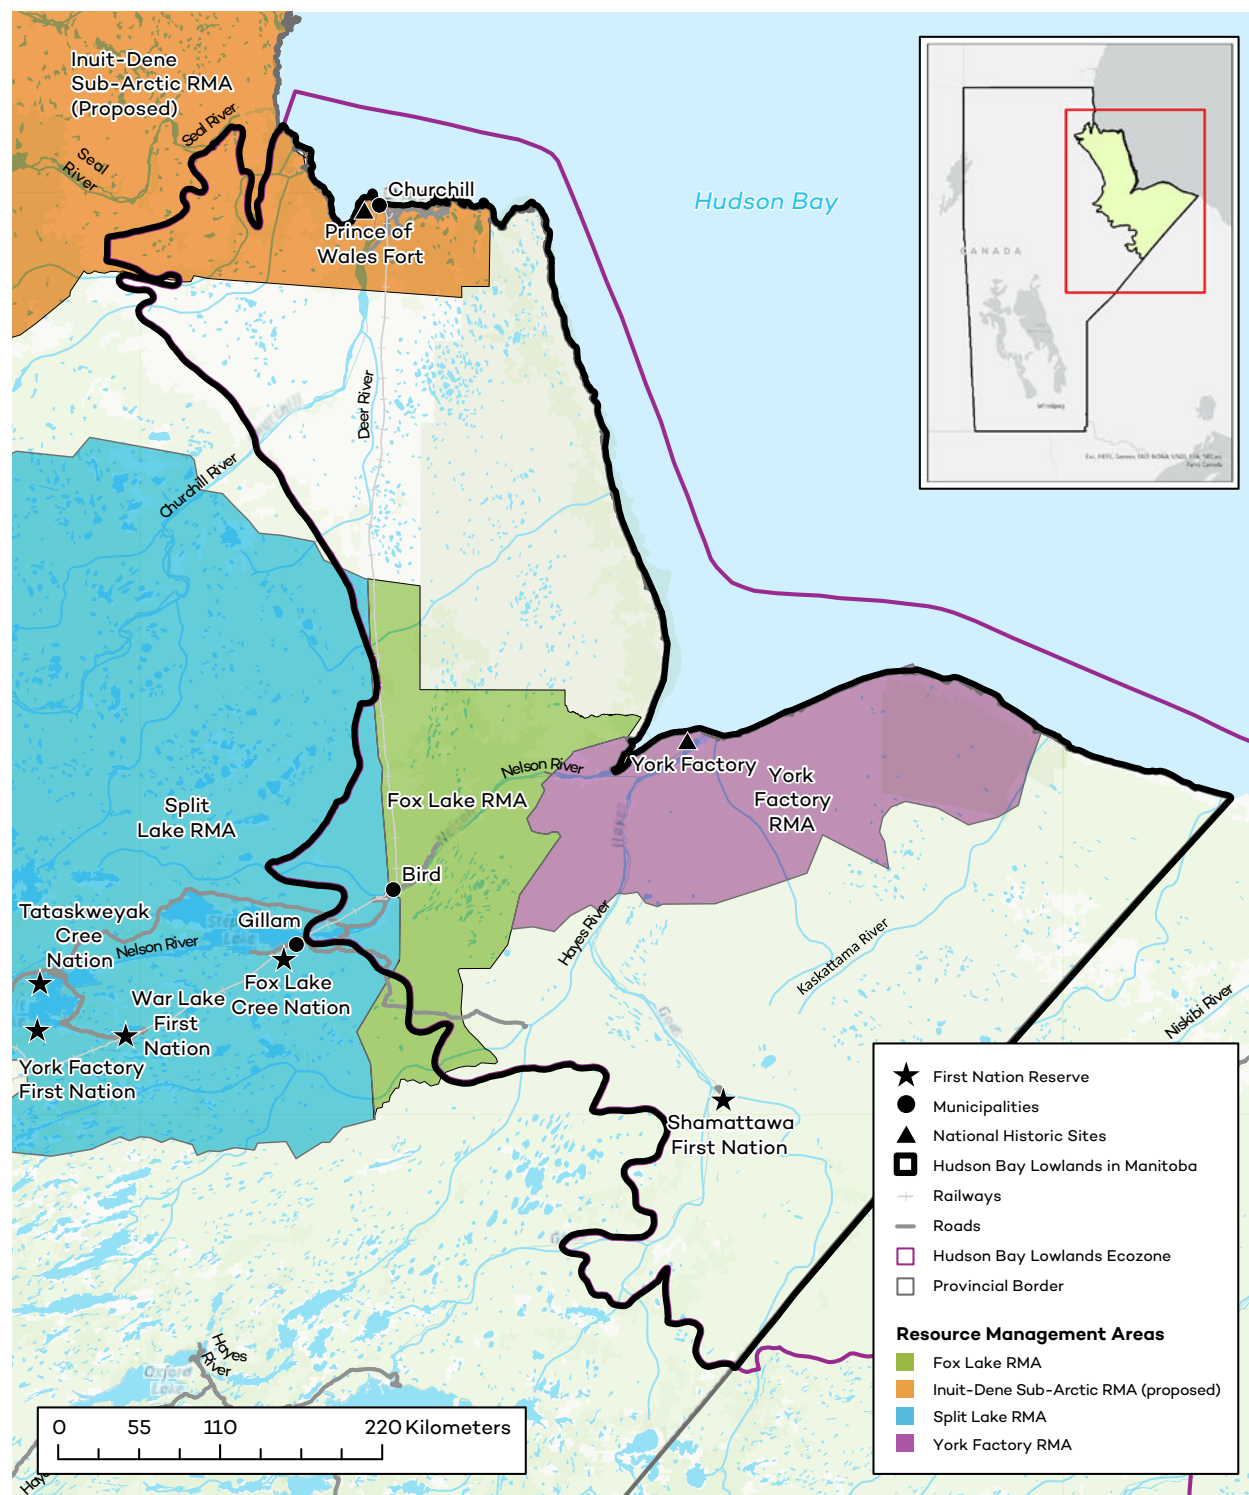 Inuit-Dene
Sub-Arctic RMA
(Proposed)
Seal River
Seal
River
Churchill
Prince of
Wales Fort
Hudson Bay
CANADA
Winnipeg
Deer River
Churchill River
Nelson River
Fox Lake RMA
York Factory
York
Factory
RMA
Split
Lake RMA
Bird
Gillam
Tataskweyak
Cree
Nation
Nelson River
Fox Lake
Cree Nation
War Lake
First
Nation
York Factory
First Nation
Hayes River
Kaskattama River
Niskibi River
Shamattawa
First Nation
Hayes
River
Oxford
Lake
First Nation Reserve
Municipalities
National Historic Sites
Hudson Bay Lowlands in Manitoba
Railways
Roads
Hudson Bay Lowlands Ecozone
Provincial Border
Resource Management Areas
Fox Lake RMA
Inuit-Dene Sub-Arctic RMA (proposed)
Split Lake RMA
York Factory RMA
0 55 110 220 Kilometers